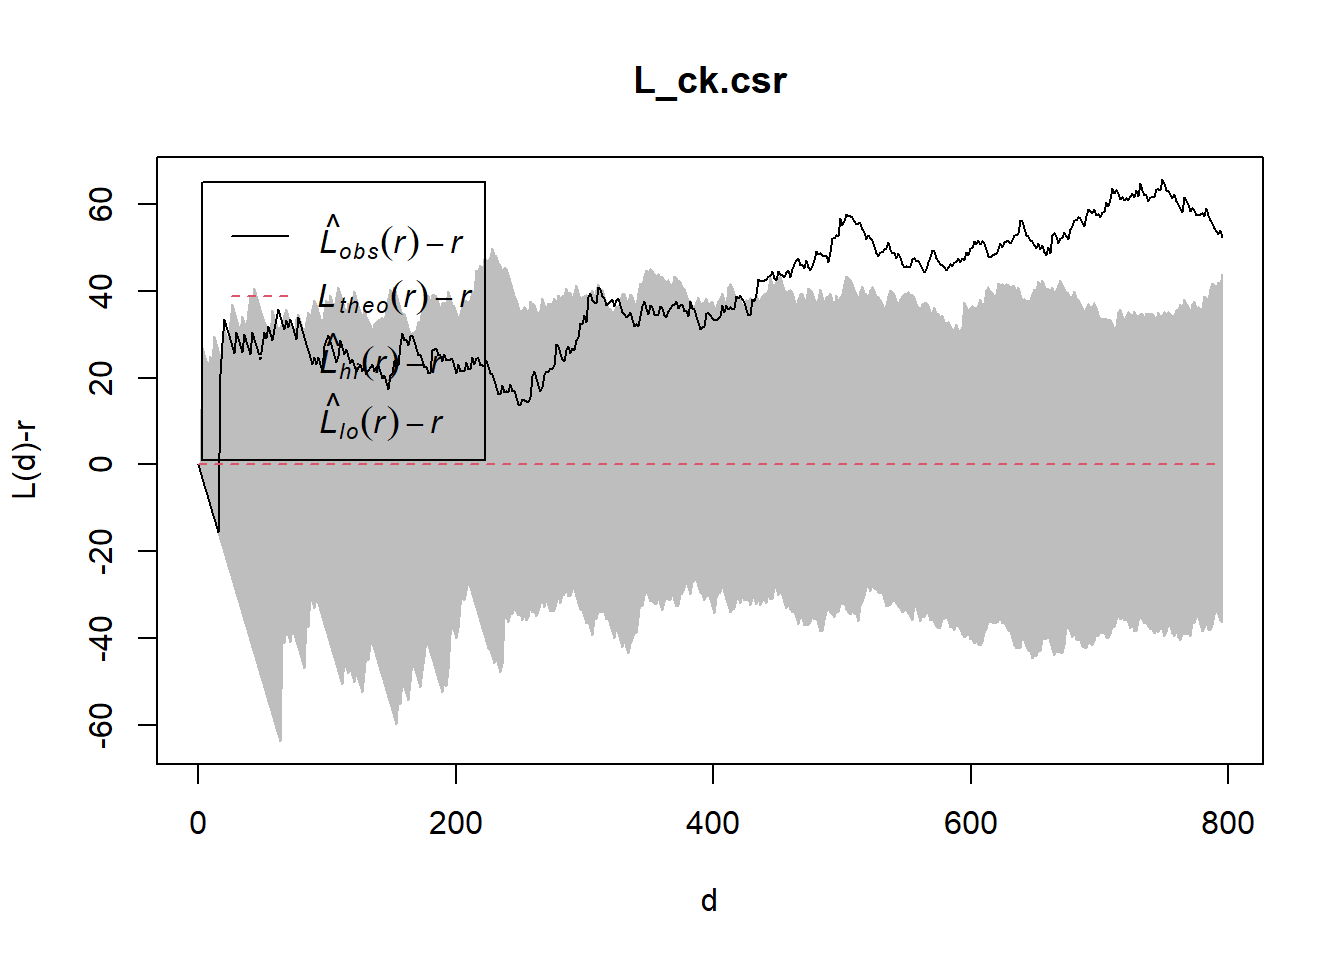 L_ck.csr
L̂obs(r) – r
Ltheo(r) – r
L̂hi(r) – r
L̂lo(r) – r
60
40
20
0
-20
-40
-60
L(d)-r
0 200 400 600 800
d